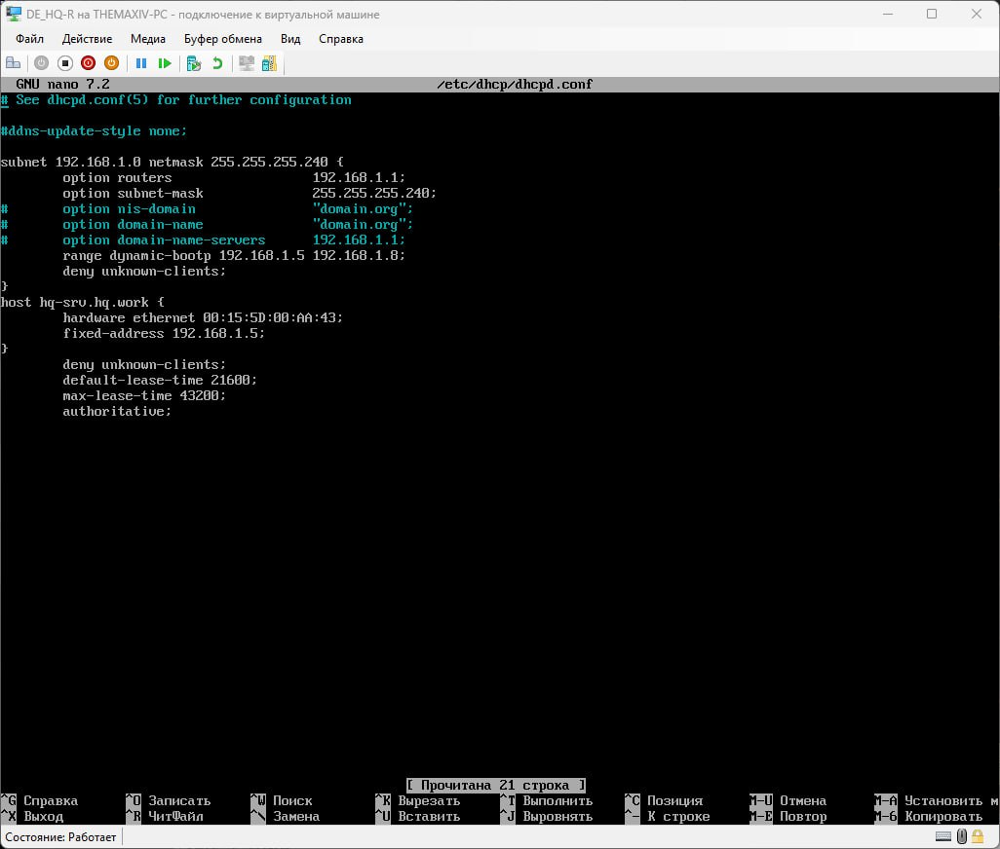 DE_HQ-R на THEMAXIV-PC - подключение к виртуальной машине
Файл Действие Медиа Буфер обмена Вид Справка
GNU nano 7.2 /etc/dhcp/dhcpd.conf
# See dhcpd.conf(5) for further configuration
#ddns-update-style none;
subnet 192.168.1.0 netmask 255.255.255.240 {
option routers 192.168.1.1;
option subnet-mask 255.255.255.240;
# option nis-domain "domain.org";
# option domain-name "domain.org";
# option domain-name-servers 192.168.1.1;
range dynamic-bootp 192.168.1.5 192.168.1.8;
deny unknown-clients;
}
host hq-srv.hq.work {
hardware ethernet 00:15:5D:00:AA:43;
fixed-address 192.168.1.5;
}
deny unknown-clients;
default-lease-time 21600;
max-lease-time 43200;
authoritative;
[ Прочитана 21 строка ]
^G Справка ^O Записать ^W Поиск ^K Вырезать ^T Выполнить ^C Позиция M-U Отмена M-A Установить м
^X Выход ^R ЧитФайл ^\ Замена ^U Вставить ^J Выровнять ^- К строке M-E Повтор M-6 Копировать
Состояние: Работает